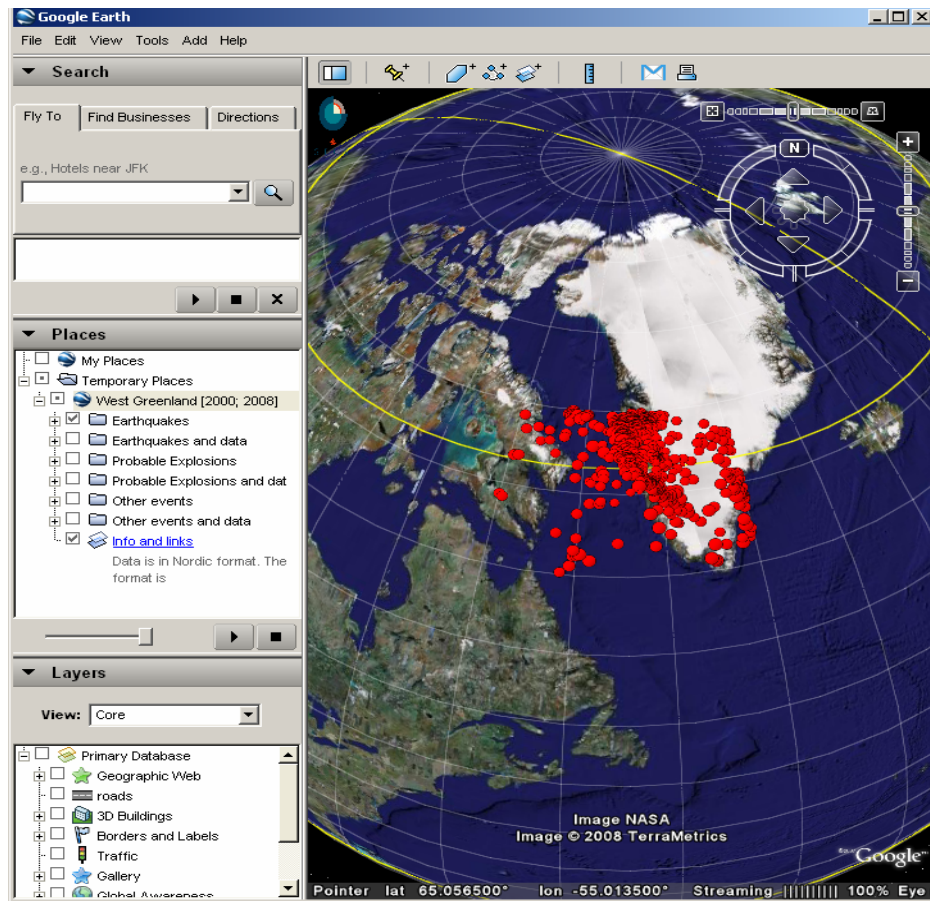 Google Earth
File Edit View Tools Add Help
Search
Fly To
Find Businesses
Directions
e.g., Hotels near JFK
Places
My Places
Temporary Places
West Greenland [2000; 2008]
Earthquakes
Earthquakes and data
Probable Explosions
Probable Explosions and dat
Other events
Other events and data
Info and links
Data is in Nordic format. The
format is
Layers
View: Core
Primary Database
Geographic Web
roads
3D Buildings
Borders and Labels
Traffic
Gallery
Global Awareness
N
Image NASA
Image © 2008 TerraMetrics
Google
Pointer lat 65.056500° lon -55.013500° Streaming ||||||||| 100% Eye